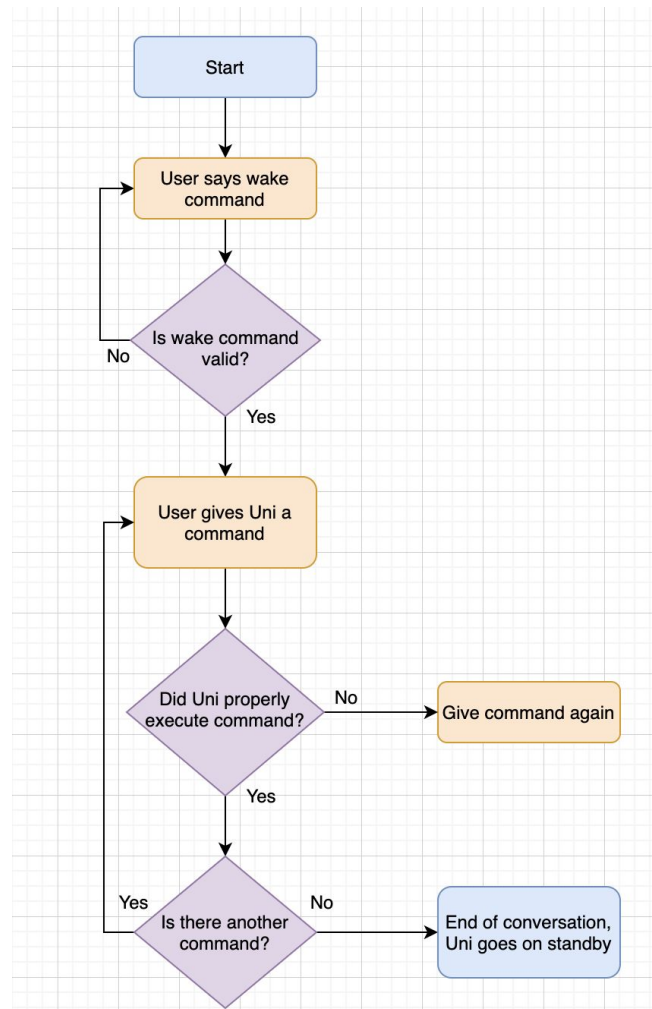 Start
User says wake
command
Is wake command
valid?
No
Yes
User gives Uni a
command
Did Uni properly
execute command?
No
Give command again
Yes
Yes
Is there another
command?
No
End of conversation,
Uni goes on standby